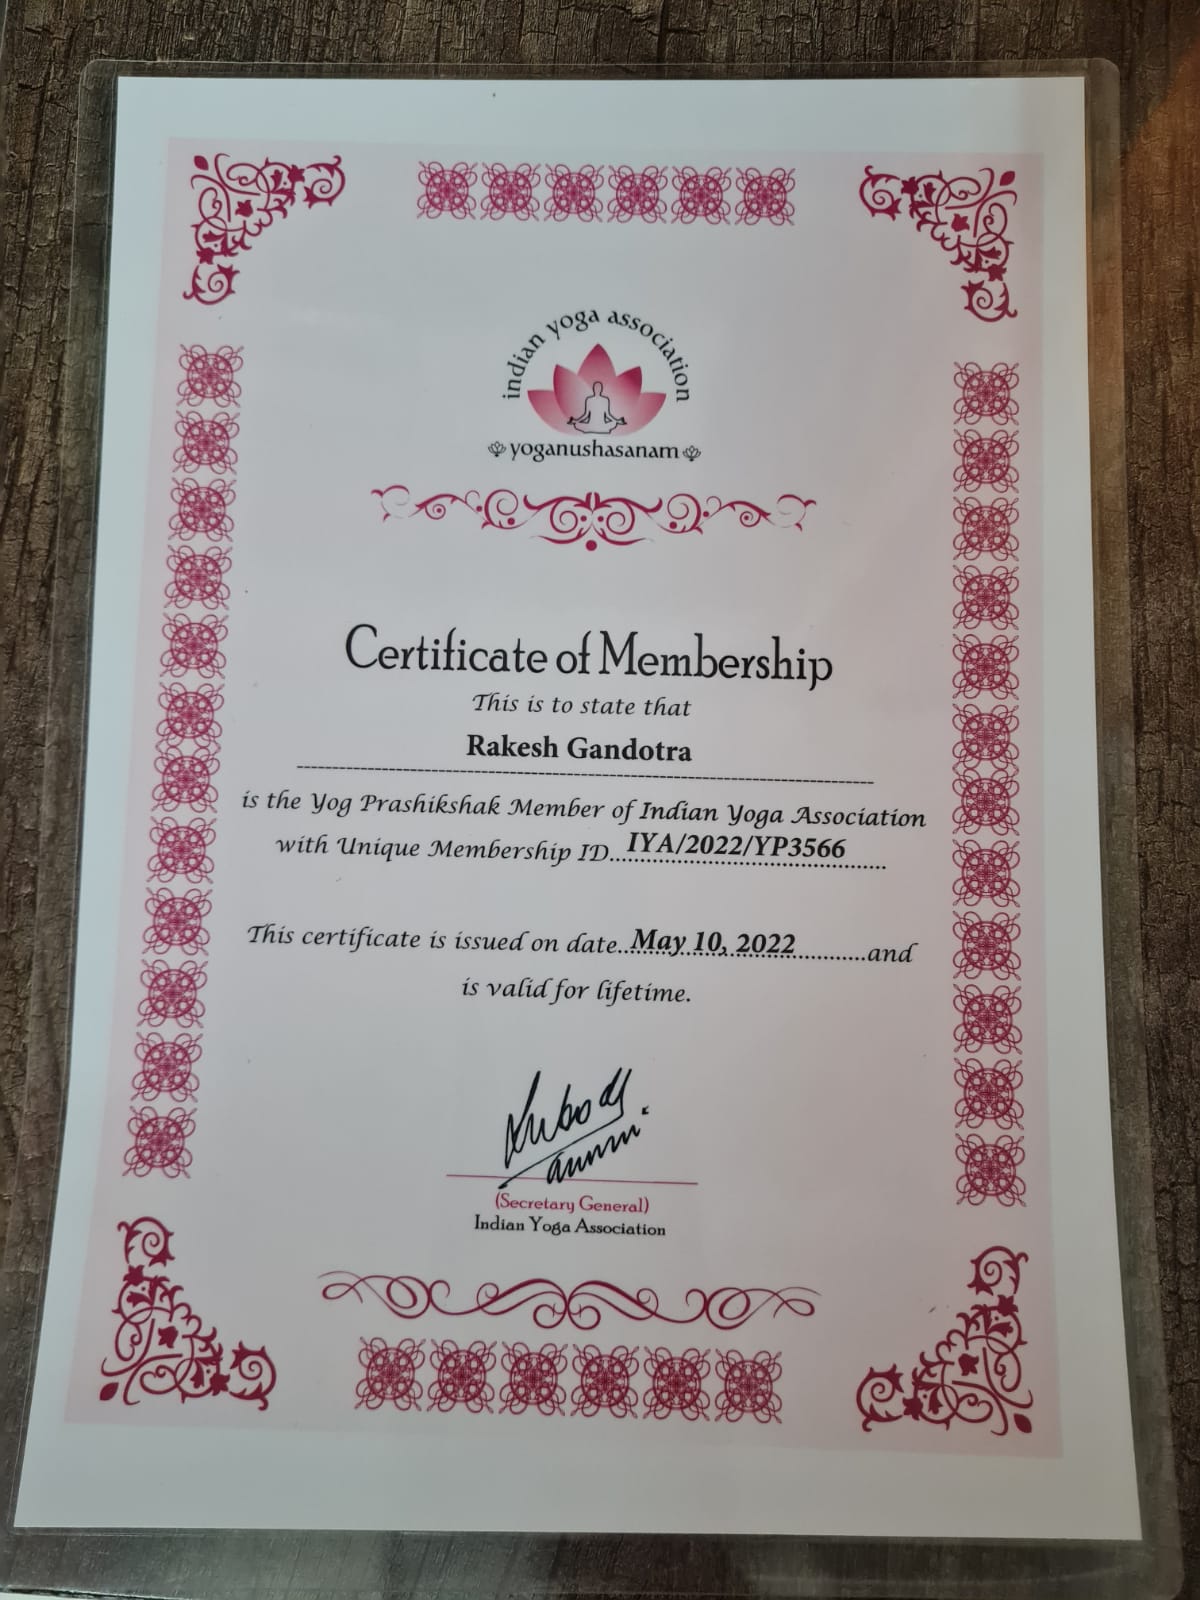 indian yoga association
yoganushasanam
Certificate of Membership
This is to state that
Rakesh Gandotra
is the Yog Prashikshak Member of Indian Yoga Association
with Unique Membership ID...IYA/2022/YP3566
This certificate is issued on date..May 10, 2022..........and
is valid for lifetime.
(Secretary General)
Indian Yoga Association